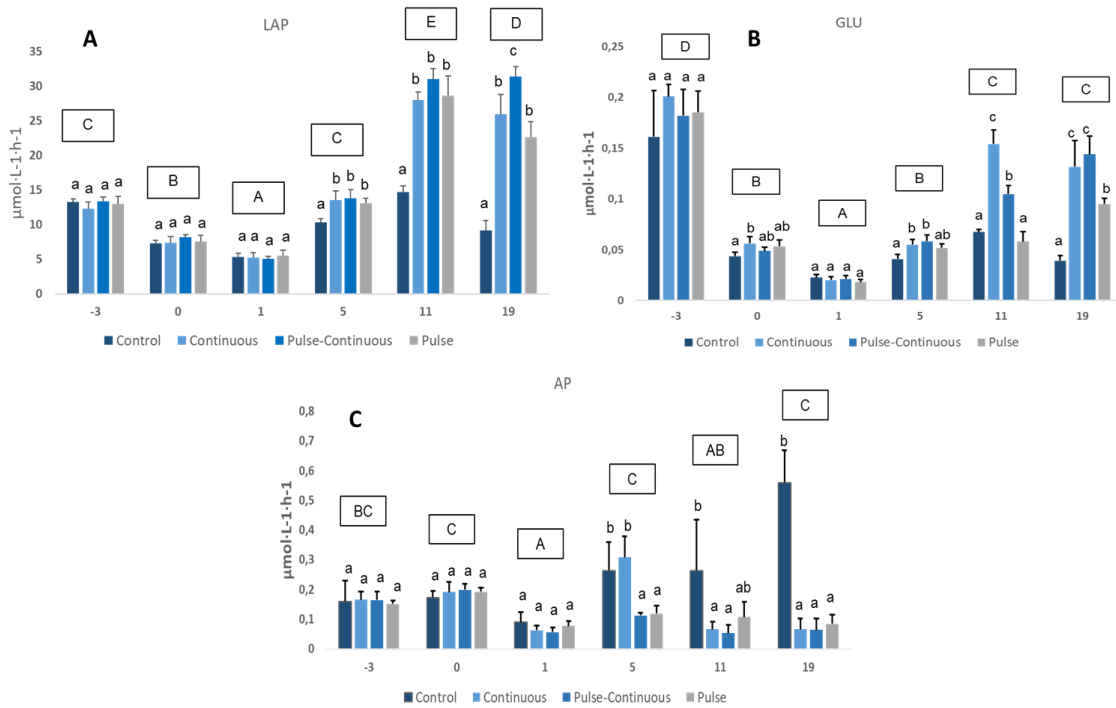 A
LAP
E
D
35
30
25
20
15
10
5
0
µmol·L-1·h-1
C
B
A
C
a a a a
a a a a
a a a a
a b b b
a b b b
a b c b
-3 0 1 5 11 19
Control Continuous Pulse-Continuous Pulse
B
GLU
0,25
0,2
0,15
0,1
0,05
0
µmol·L-1·h-1
D
B
A
B
C
C
a a a a
a b ab ab
a a a a
a b b ab
a c b a
a c c b
-3 0 1 5 11 19
Control Continuous Pulse-Continuous Pulse
AP
C
0,8
0,7
0,6
0,5
0,4
0,3
0,2
0,1
0
µmol·L-1·h-1
BC
C
A
C
AB
C
a a a a
a a a a
a a a a
b b a a
b a a ab
b a a a
-3 0 1 5 11 19
Control Continuous Pulse-Continuous Pulse